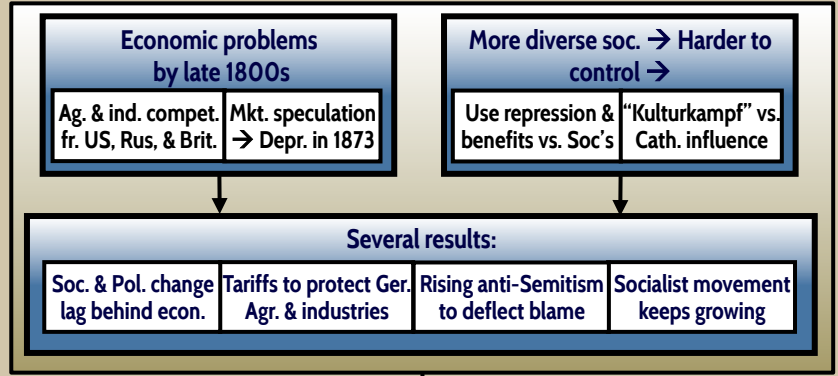 Economic problems
by late 1800s
Ag. & ind. compet.
fr. US, Rus, & Brit.
Mkt. speculation
→ Depr. in 1873
More diverse soc. → Harder to
control →
Use repression &
benefits vs. Soc's
“Kulturkampf” vs.
Cath. influence
Several results:
Soc. & Pol. change
lag behind econ.
Tariffs to protect Ger.
Agr. & industries
Rising anti-Semitism
to deflect blame
Socialist movement
keeps growing